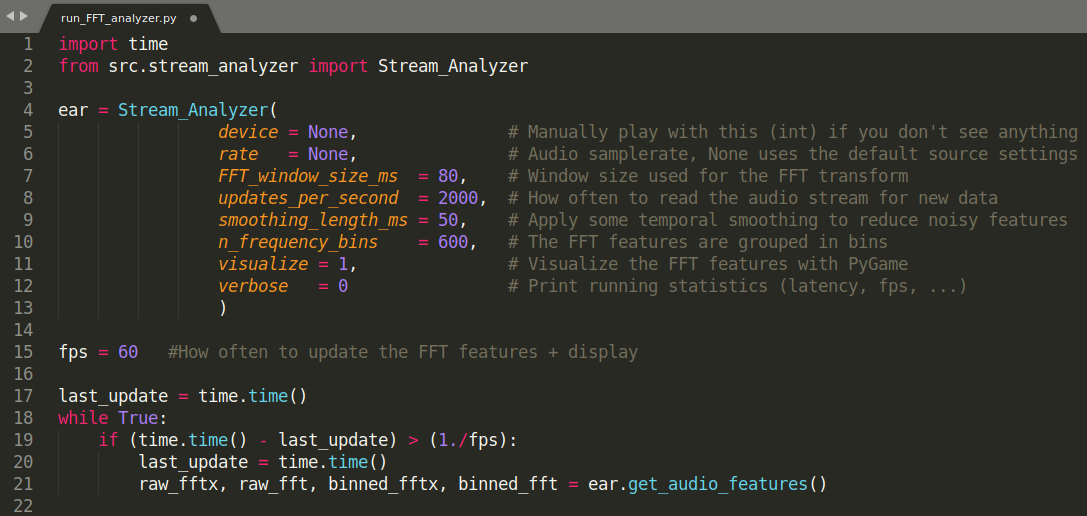 run_FFT_analyzer.py
1 import time
2 from src.stream_analyzer import Stream_Analyzer
3
4 ear = Stream_Analyzer(
5                 device = None,               # Manually play with this (int) if you don't see anything
6                 rate   = None,               # Audio samplerate, None uses the default source settings
7                 FFT_window_size_ms  = 80,    # Window size used for the FFT transform
8                 updates_per_second  = 2000,  # How often to read the audio stream for new data
9                 smoothing_length_ms = 50,    # Apply some temporal smoothing to reduce noisy features
10                 n_frequency_bins    = 600,   # The FFT features are grouped in bins
11                 visualize = 1,               # Visualize the FFT features with PyGame
12                 verbose   = 0                # Print running statistics (latency, fps, ...)
13                 )
14
15 fps = 60   #How often to update the FFT features + display
16
17 last_update = time.time()
18 while True:
19     if (time.time() - last_update) > (1./fps):
20         last_update = time.time()
21         raw_fftx, raw_fft, binned_fftx, binned_fft = ear.get_audio_features()
22